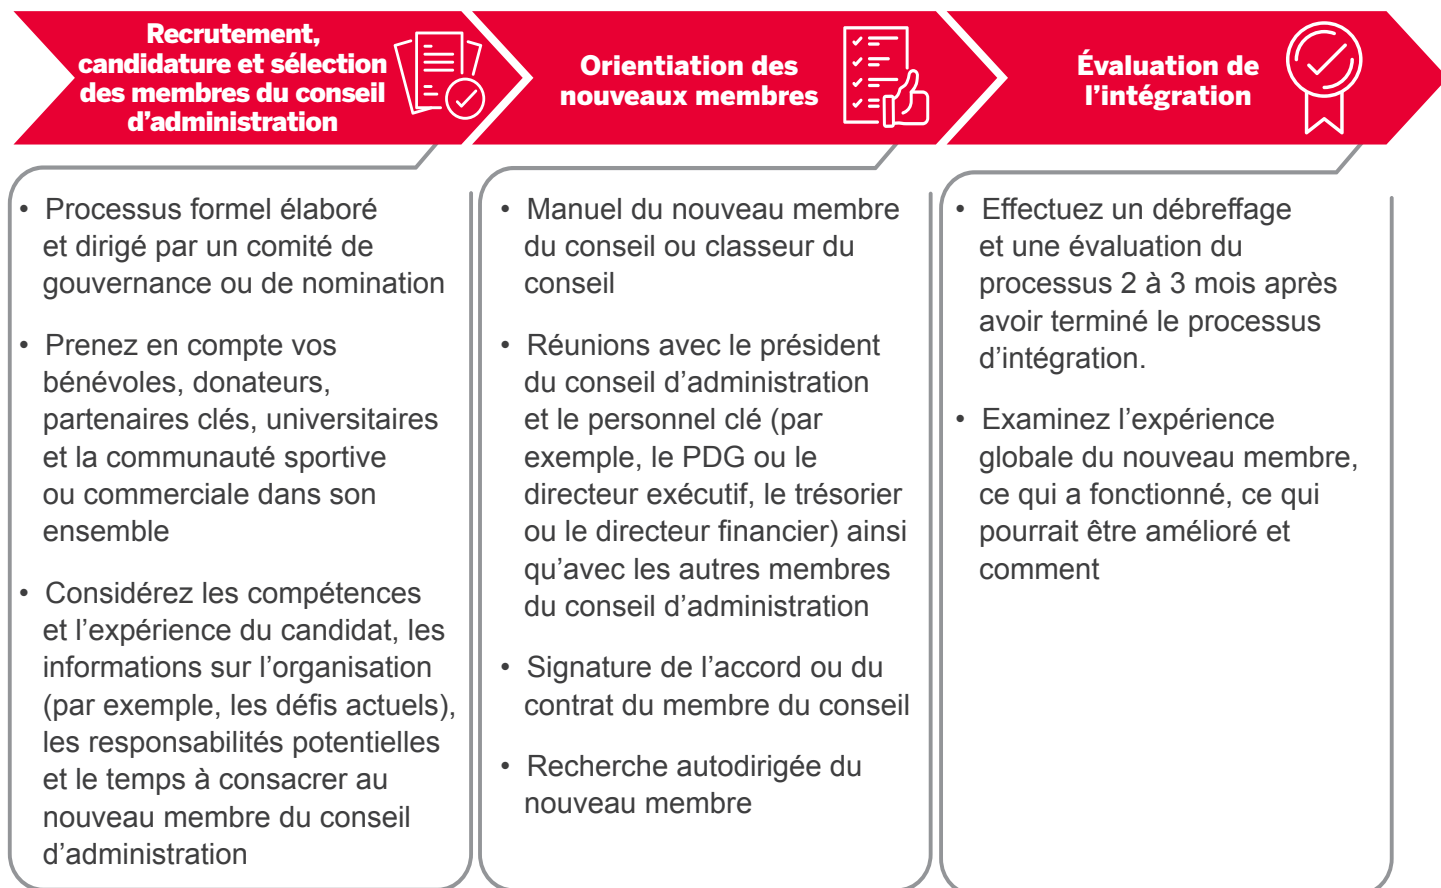 Recrutement,
candidature et sélection
des membres du conseil
d’administration
Orientiation des
nouveaux membres
Évaluation de
l’intégration
• Processus formel élaboré
et dirigé par un comité de
gouvernance ou de nomination
• Prenez en compte vos
bénévoles, donateurs,
partenaires clés, universitaires
et la communauté sportive
ou commerciale dans son
ensemble
• Considérez les compétences
et l’expérience du candidat, les
informations sur l’organisation
(par exemple, les défis actuels),
les responsabilités potentielles
et le temps à consacrer au
nouveau membre du conseil
d’administration
• Manuel du nouveau membre
du conseil ou classeur du
conseil
• Réunions avec le président
du conseil d’administration
et le personnel clé (par
exemple, le PDG ou le
directeur exécutif, le trésorier
ou le directeur financier) ainsi
qu’avec les autres membres
du conseil d’administration
• Signature de l’accord ou du
contrat du membre du conseil
• Recherche autodirigée du
nouveau membre
• Effectuez un débreffage
et une évaluation du
processus 2 à 3 mois après
avoir terminé le processus
d’intégration.
• Examinez l’expérience
globale du nouveau membre,
ce qui a fonctionné, ce qui
pourrait être amélioré et
comment